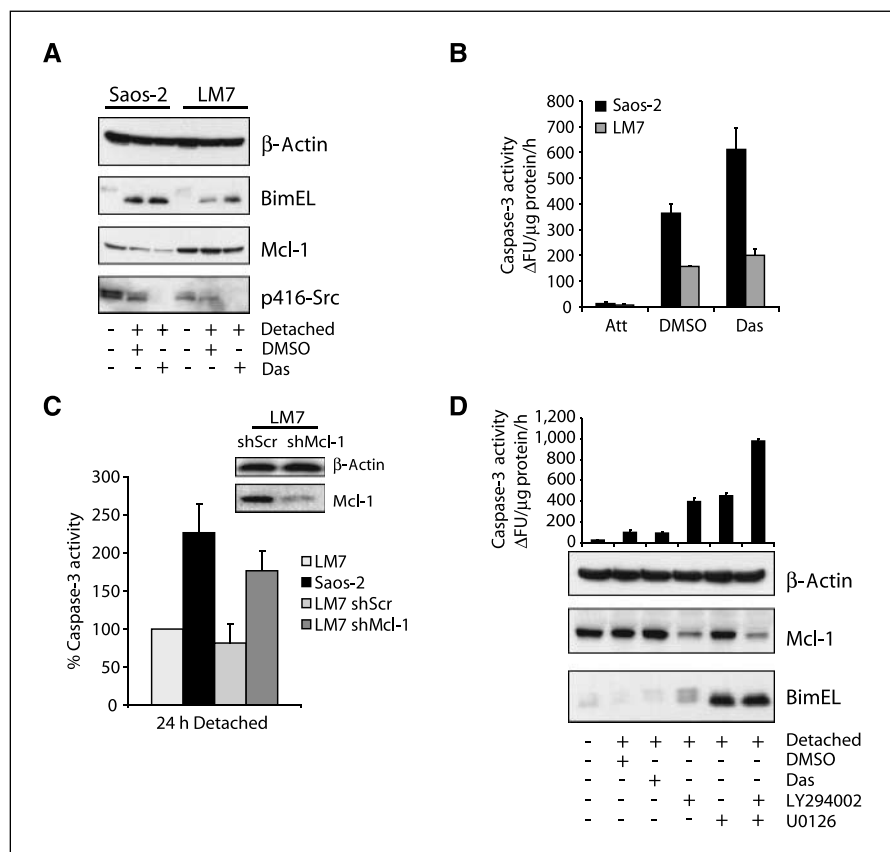 A
Saos-2 LM7
β-Actin
BimEL
Mcl-1
p416-Src
- + + - + + Detached
- + - - + - DMSO
- - + - - + Das
B
Caspase-3 activity
ΔFU/µg protein/h
800
700
600
500
400
300
200
100
0
Saos-2
LM7
Att DMSO Das
C
LM7
shScr shMcl-1
β-Actin
Mcl-1
% Caspase-3 activity
300
250
200
150
100
50
0
LM7
Saos-2
LM7 shScr
LM7 shMcl-1
24 h Detached
D
Caspase-3 activity
ΔFU/µg protein/h
1,000
800
600
400
200
0
β-Actin
Mcl-1
BimEL
- + + + + + Detached
- + - - - - DMSO
- - + - - - Das
- - - + - + LY294002
- - - - + + U0126